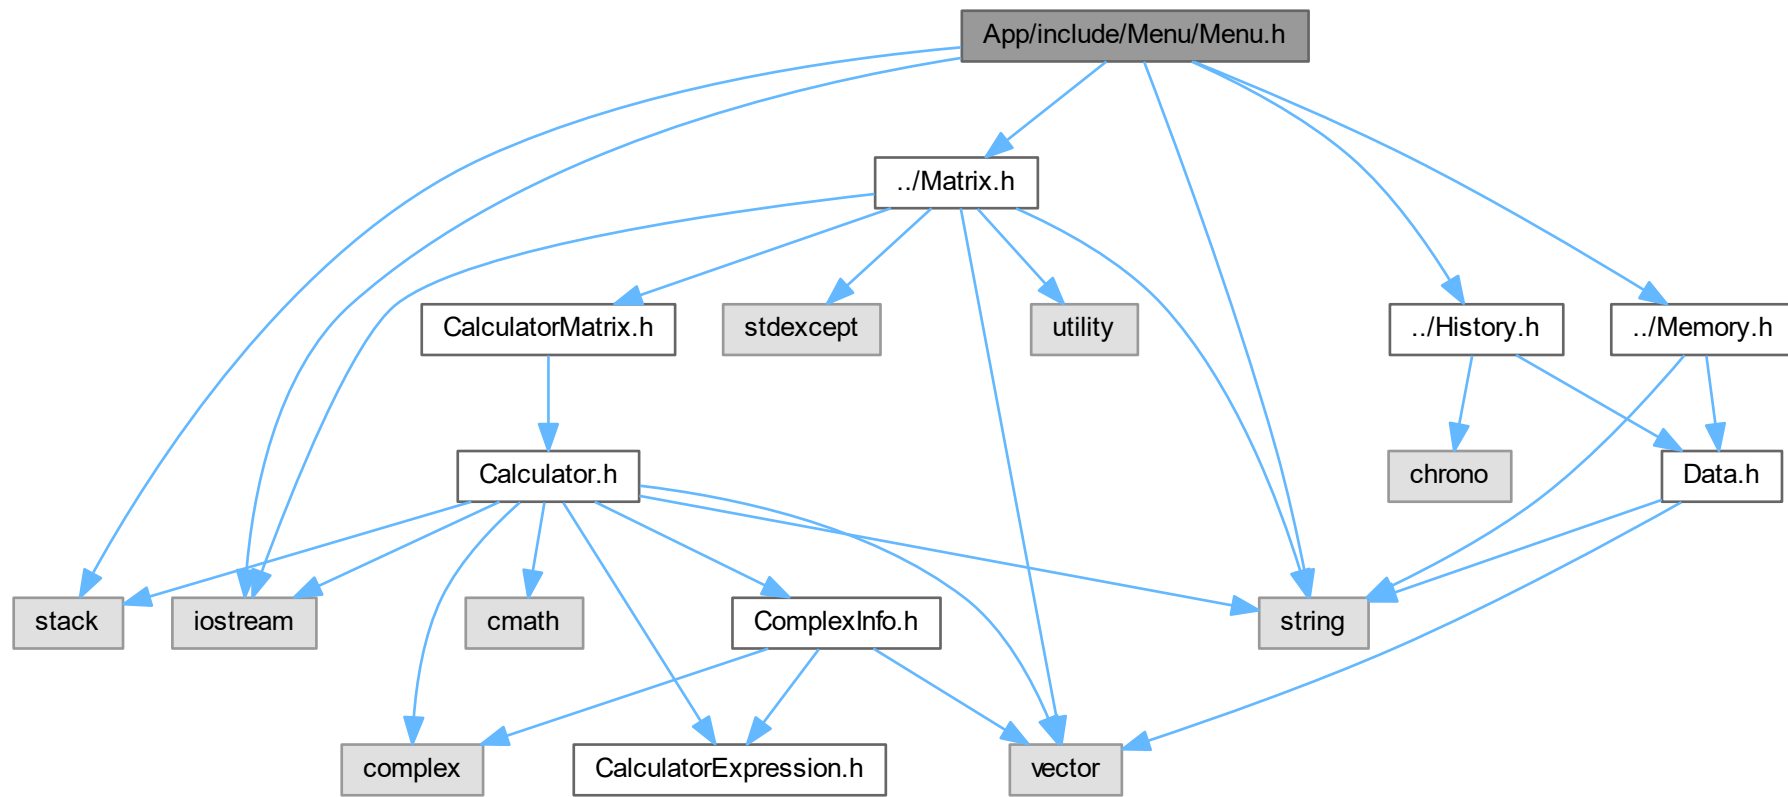 App/include/Menu/Menu.h
../Matrix.h
CalculatorMatrix.h
stdexcept
utility
../History.h
../Memory.h
Calculator.h
chrono
Data.h
stack
iostream
cmath
ComplexInfo.h
string
complex
CalculatorExpression.h
vector